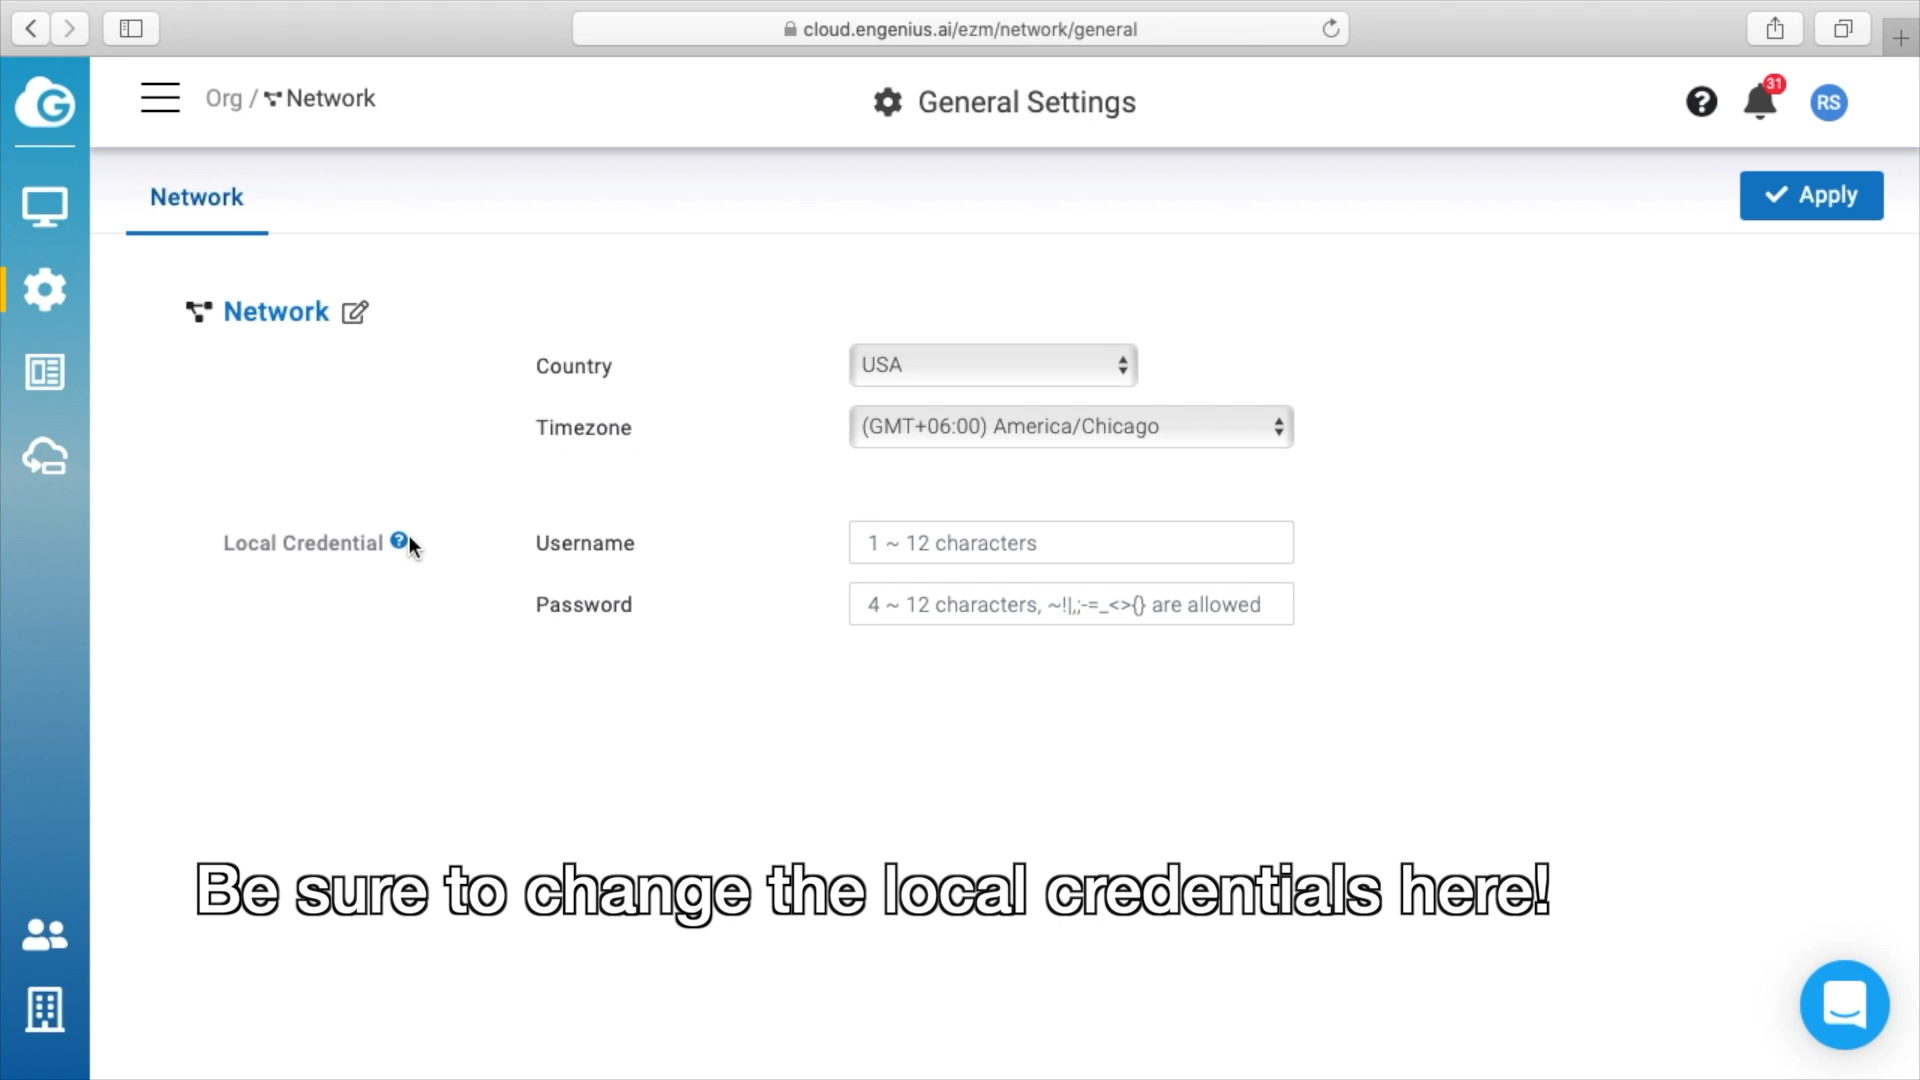 cloud.engenius.ai/ezm/network/general
Org / Network
General Settings
31
RS
Network
Apply
Network
Country
USA
Timezone
(GMT+06:00) America/Chicago
Local Credential
Username
1 ~ 12 characters
Password
4 ~ 12 characters, ~!|,;-=_<>{} are allowed
Be sure to change the local credentials here!